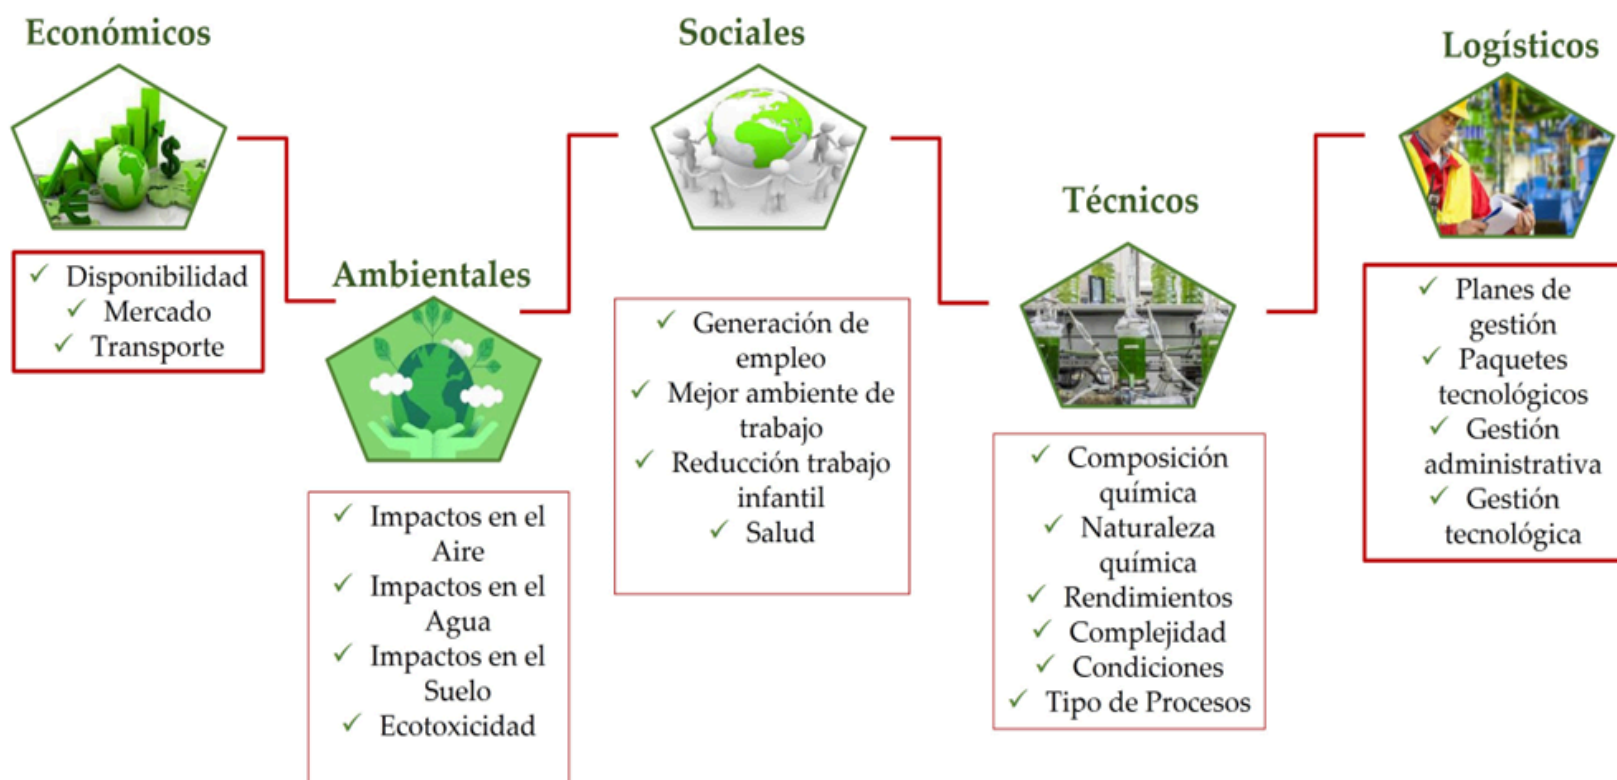 Económicos
✓ Disponibilidad
✓ Mercado
✓ Transporte
Ambientales
✓ Impactos en el
Aire
✓ Impactos en el
Agua
✓ Impactos en el
Suelo
✓ Ecotoxicidad
Sociales
✓ Generación de
empleo
✓ Mejor ambiente de
trabajo
✓ Reducción trabajo
infantil
✓ Salud
Técnicos
✓ Composición
química
✓ Naturaleza
química
✓ Rendimientos
✓ Complejidad
✓ Condiciones
✓ Tipo de Procesos
Logísticos
✓ Planes de
gestión
✓ Paquetes
tecnológicos
✓ Gestión
administrativa
✓ Gestión
tecnológica